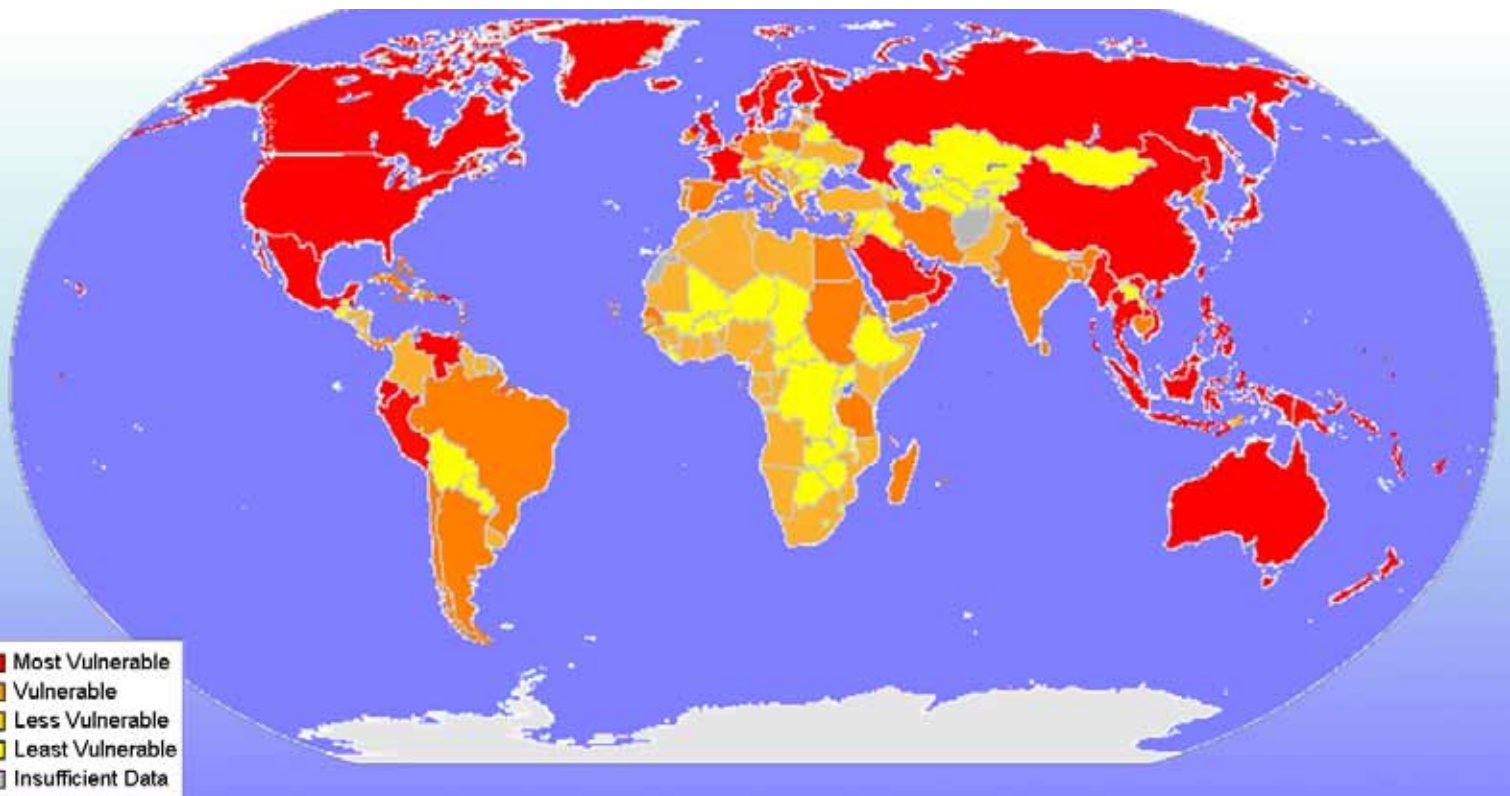 Most Vulnerable
Vulnerable
Less Vulnerable
Least Vulnerable
Insufficient Data